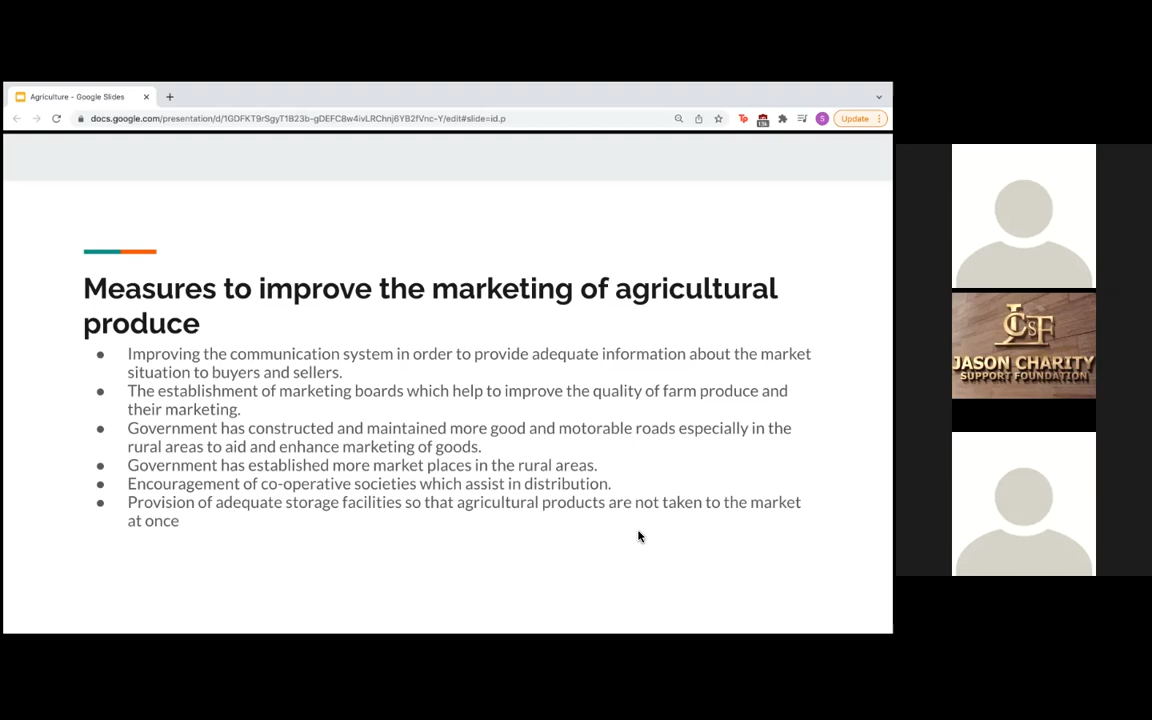 Agriculture - Google Slides
docs.google.com/presentation/d/1GDFKT9rSgyT1B23b-gDEFC8w4ivLRChnj6YB2fVnc-Y/edit#slide=id.p
Tp
S
Update
Measures to improve the marketing of agricultural
produce
● Improving the communication system in order to provide adequate information about the market
situation to buyers and sellers.
● The establishment of marketing boards which help to improve the quality of farm produce and
their marketing.
● Government has constructed and maintained more good and motorable roads especially in the
rural areas to aid and enhance marketing of goods.
● Government has established more market places in the rural areas.
● Encouragement of co-operative societies which assist in distribution.
● Provision of adequate storage facilities so that agricultural products are not taken to the market
at once
JCSF
JASON CHARITY
SUPPORT FOUNDATION